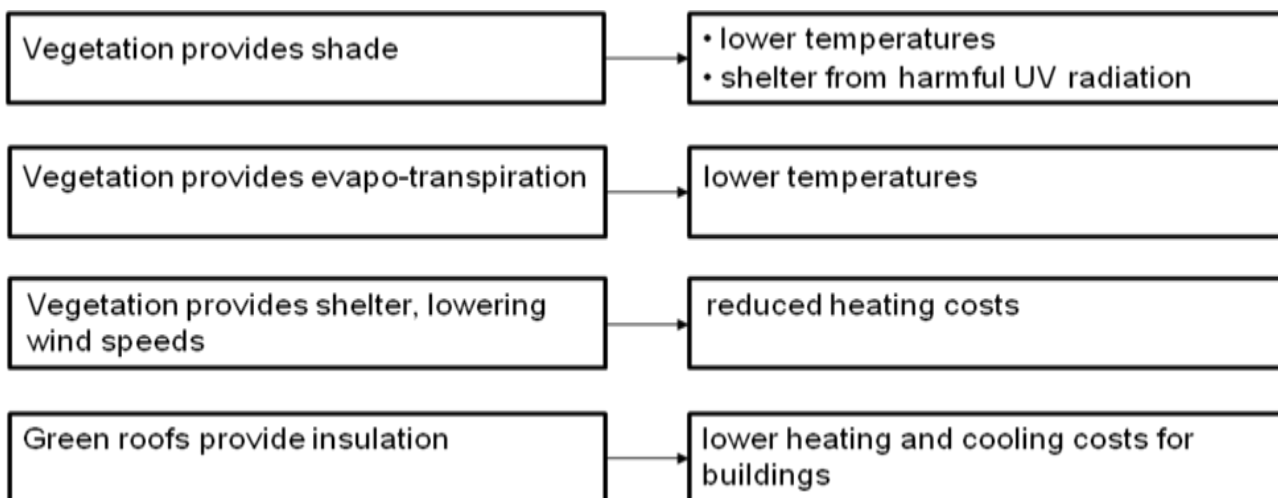 Vegetation provides shade
• lower temperatures
• shelter from harmful UV radiation
Vegetation provides evapo-transpiration
lower temperatures
Vegetation provides shelter, lowering
wind speeds
reduced heating costs
Green roofs provide insulation
lower heating and cooling costs for
buildings